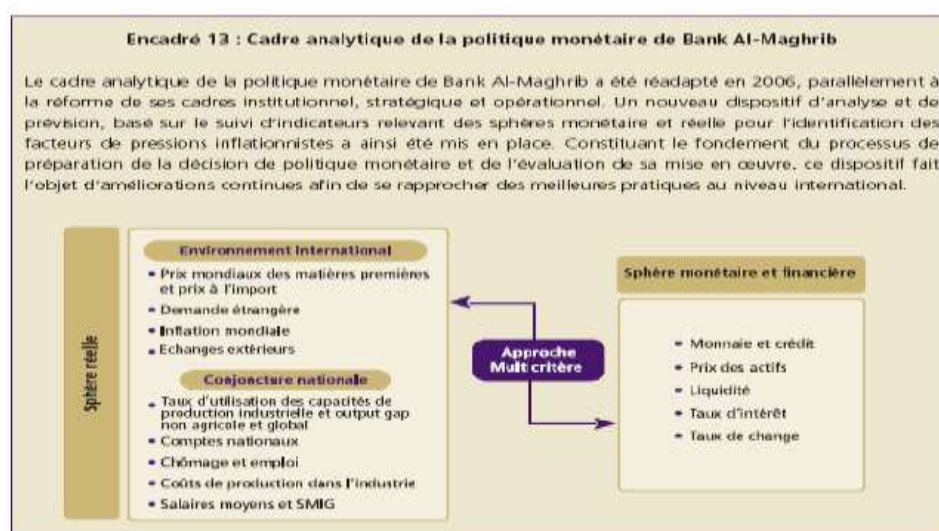 Encadré 13 : Cadre analytique de la politique monétaire de Bank Al-Maghrib
Le cadre analytique de la politique monétaire de Bank Al-Maghrib a été réadapté en 2006, parallèlement à
la réforme de ses cadres institutionnel, stratégique et opérationnel. Un nouveau dispositif d'analyse et de
prévision, basé sur le suivi d'indicateurs relevant des sphères monétaire et réelle pour l'identification des
facteurs de pressions inflationnistes a ainsi été mis en place. Constituant le fondement du processus de
préparation de la décision de politique monétaire et de l'évaluation de sa mise en œuvre, ce dispositif fait
l'objet d'améliorations continues afin de se rapprocher des meilleures pratiques au niveau international.
Sphère réelle
Environnement International
• Prix mondiaux des matières premières
et prix à l'import
• Demande étrangère
• Inflation mondiale
• Echanges extérieurs
Conjoncture nationale
• Taux d'utilisation des capacités de
production industrielle et output gap
non agricole et global
• Comptes nationaux
• Chômage et emploi
• Coûts de production dans l'industrie
• Salaires moyens et SMIG
Approche
Multicritère
Sphère monétaire et financière
• Monnaie et crédit
• Prix des actifs
• Liquidité
• Taux d'intérêt
• Taux de change